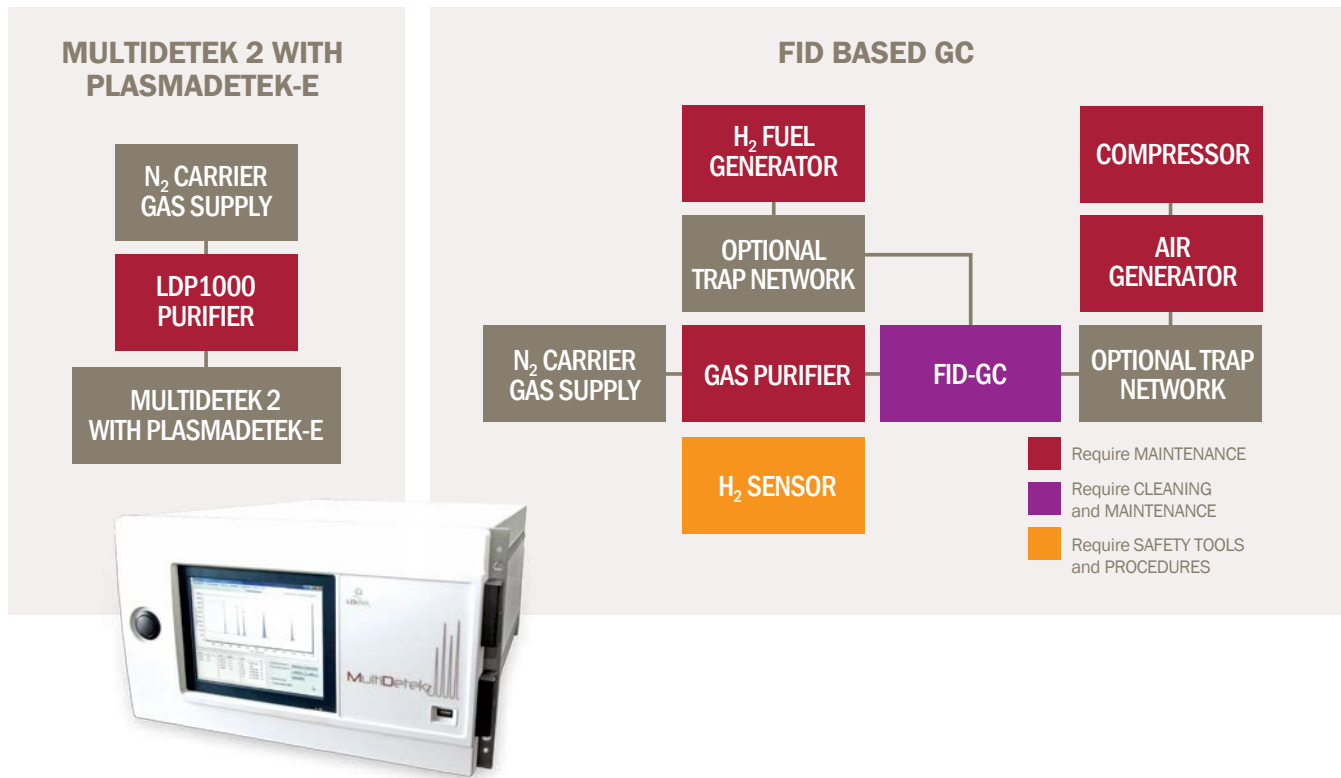 MULTIDETEK 2 WITH
PLASMADETEK-E
N₂ CARRIER
GAS SUPPLY
LDP1000
PURIFIER
MULTIDETEK 2
WITH PLASMADETEK-E
FID BASED GC
H₂ FUEL
GENERATOR
COMPRESSOR
OPTIONAL
TRAP NETWORK
AIR
GENERATOR
N₂ CARRIER
GAS SUPPLY
GAS PURIFIER
FID-GC
OPTIONAL TRAP
NETWORK
H₂ SENSOR
Require MAINTENANCE
Require CLEANING
and MAINTENANCE
Require SAFETY TOOLS
and PROCEDURES
LDetek
MultiDetek2